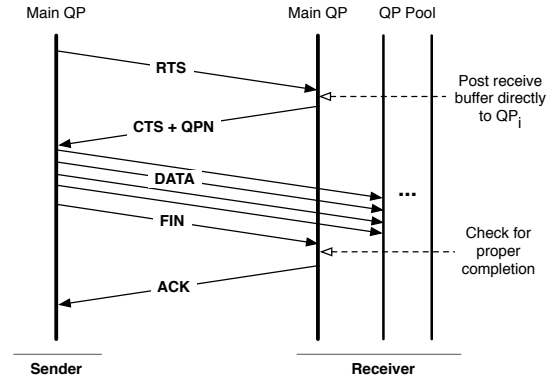 Main QP
Main QP
QP Pool
RTS
Post receive
buffer directly
to QPi
CTS + QPN
DATA
...
FIN
Check for
proper
completion
ACK
Sender
Receiver